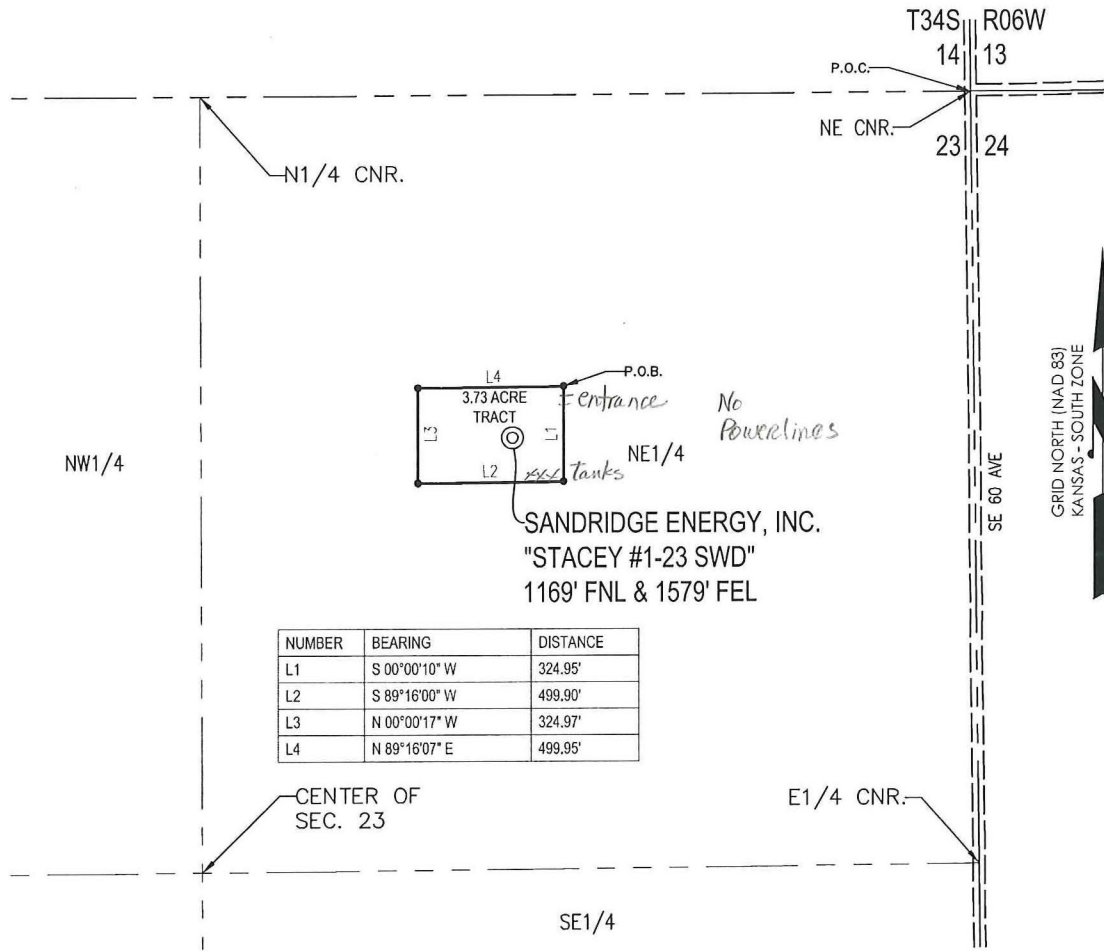 T34S R06W
14 13
P.O.C.
NE CNR.
23 24
N1/4 CNR.
L4
P.O.B.
3.73 ACRE
TRACT
entrance
No
Powerlines
L3
L1
NW1/4
NE1/4
L2 xxx Tanks
SANDRIDGE ENERGY, INC.
"STACEY #1-23 SWD"
1169' FNL & 1579' FEL
SE 60 AVE
GRID NORTH (NAD 83)
KANSAS - SOUTH ZONE
NUMBER BEARING DISTANCE
L1 S 00°00'10" W 324.95'
L2 S 89°16'00" W 499.90'
L3 N 00°00'17" W 324.97'
L4 N 89°16'07" E 499.95'
CENTER OF
SEC. 23
E1/4 CNR.
SE1/4